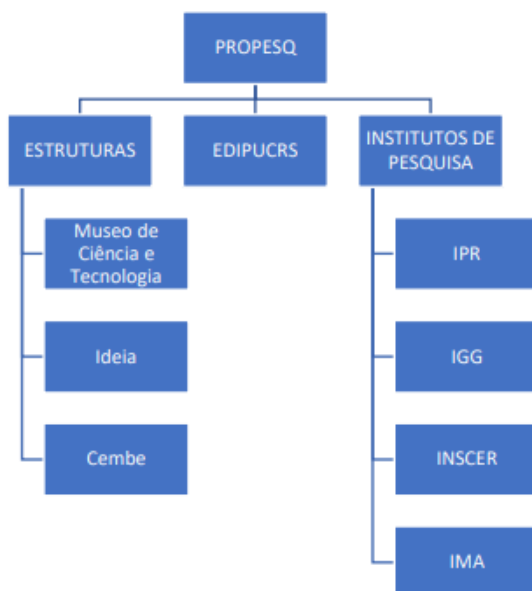 PROPESQ
ESTRUTURAS
EDIPUCRS
INSTITUTOS DE
PESQUISA
Museo de
Ciência e
Tecnologia
Ideia
Cembe
IPR
IGG
INSCER
IMA